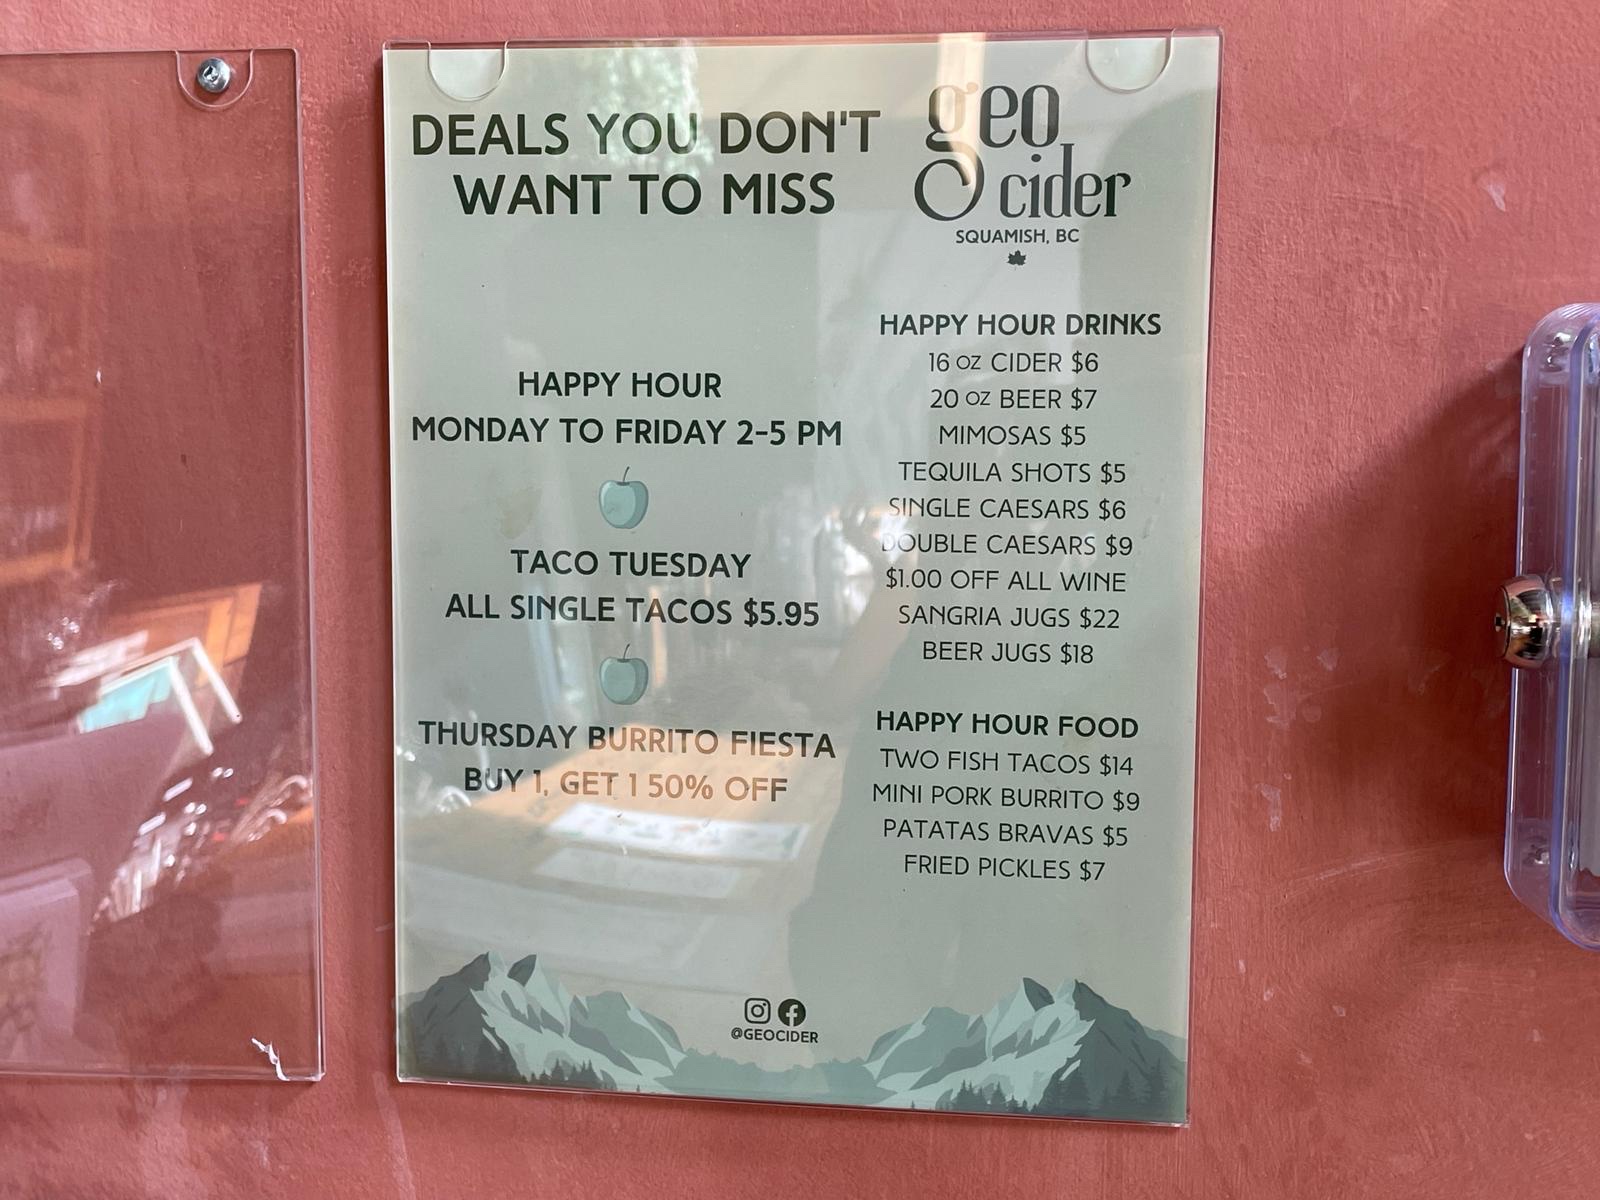 DEALS YOU DON'T
WANT TO MISS
geo
cider
SQUAMISH, BC
HAPPY HOUR
MONDAY TO FRIDAY 2-5 PM
TACO TUESDAY
ALL SINGLE TACOS $5.95
THURSDAY BURRITO FIESTA
BUY 1, GET 1 50% OFF
HAPPY HOUR DRINKS
16 OZ CIDER $6
20 OZ BEER $7
MIMOSAS $5
TEQUILA SHOTS $5
SINGLE CAESARS $6
DOUBLE CAESARS $9
$1.00 OFF ALL WINE
SANGRIA JUGS $22
BEER JUGS $18
HAPPY HOUR FOOD
TWO FISH TACOS $14
MINI PORK BURRITO $9
PATATAS BRAVAS $5
FRIED PICKLES $7
@GEOCIDER